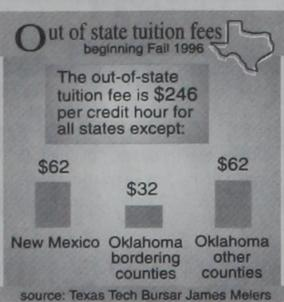 Out of state tuition fees
beginning Fall 1996
The out-of-state
tuition fee is $246
per credit hour for
all states except:
$62
$32
$62
New Mexico
Oklahoma
bordering
counties
Oklahoma
other
counties
source: Texas Tech Bursar James Melers